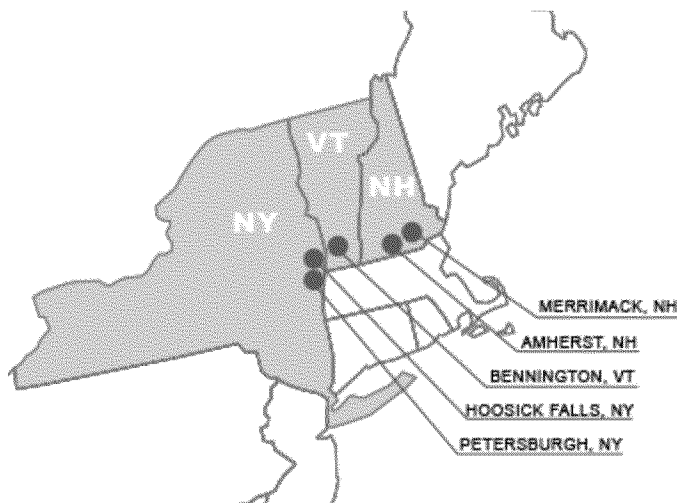 VT
NH
NY
MERRIMACK, NH
AMHERST, NH
BENNINGTON, VT
HOOSICK FALLS, NY
PETERSBURGH, NY